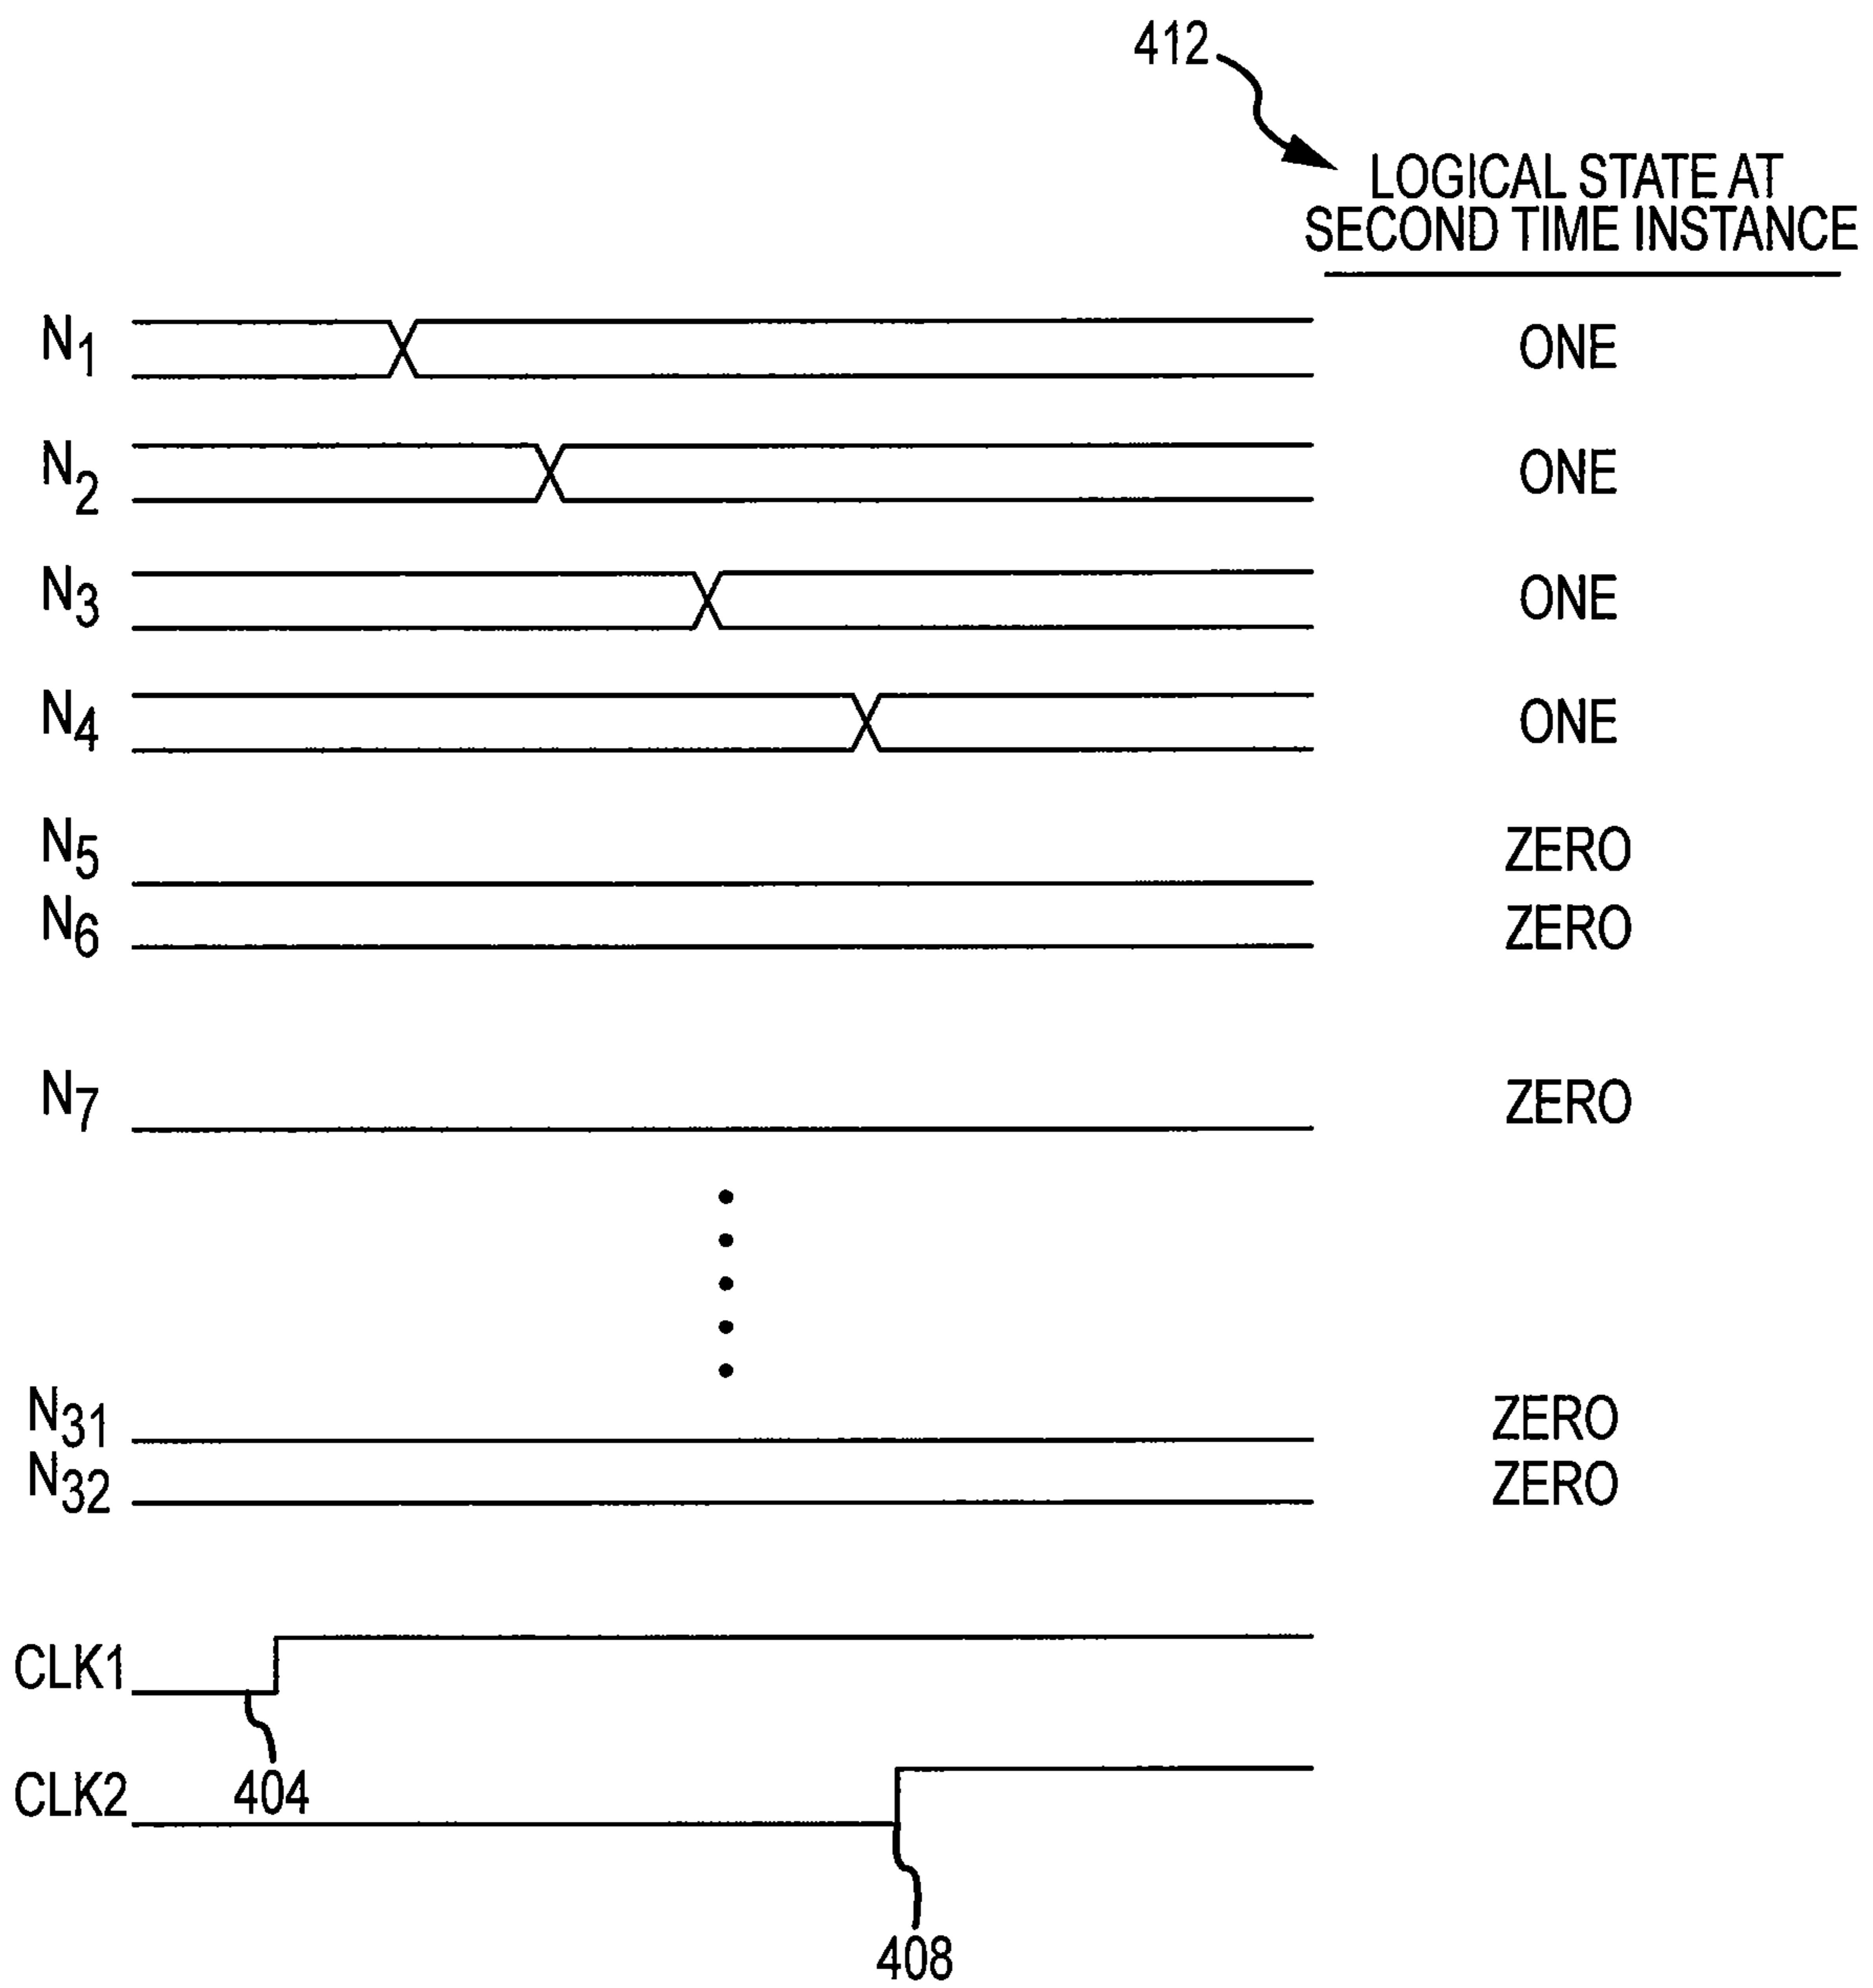 412
LOGICAL STATE AT
SECOND TIME INSTANCE
N1 ONE
N2 ONE
N3 ONE
N4 ONE
N5 ZERO
N6 ZERO
N7 ZERO
N31 ZERO
N32 ZERO
CLK1
404
CLK2
408